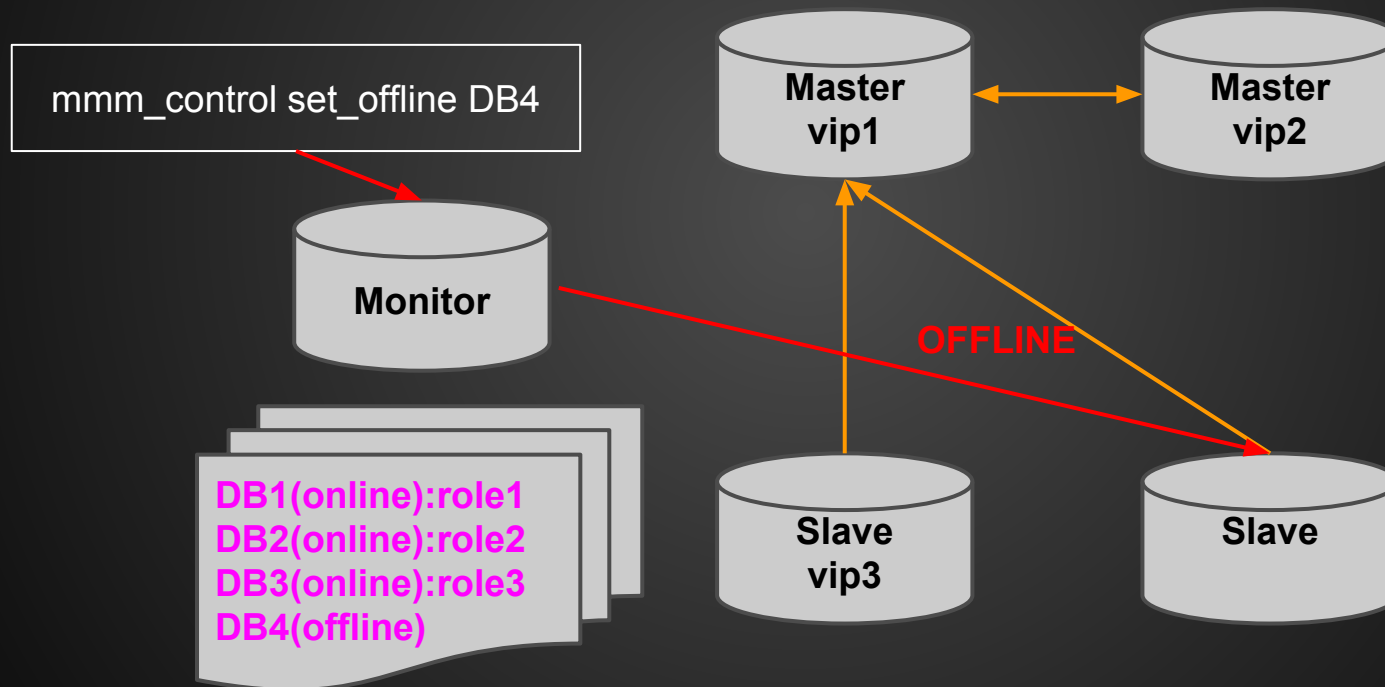 mmm_control set_offline DB4
Master
vip1
Master
vip2
Monitor
OFFLINE
DB1(online):role1
DB2(online):role2
DB3(online):role3
DB4(offline)
Slave
vip3
Slave